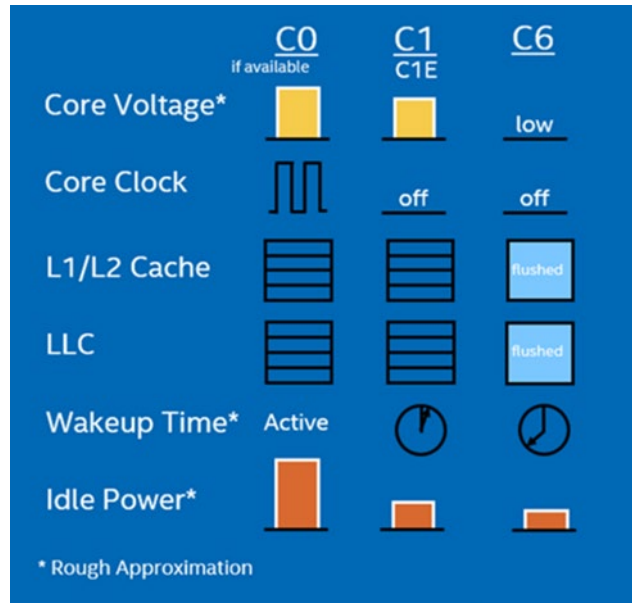 C0 C1 C6
if available C1E
Core Voltage* low
Core Clock off off
L1/L2 Cache flushed
LLC flushed
Wakeup Time* Active
Idle Power*
* Rough Approximation